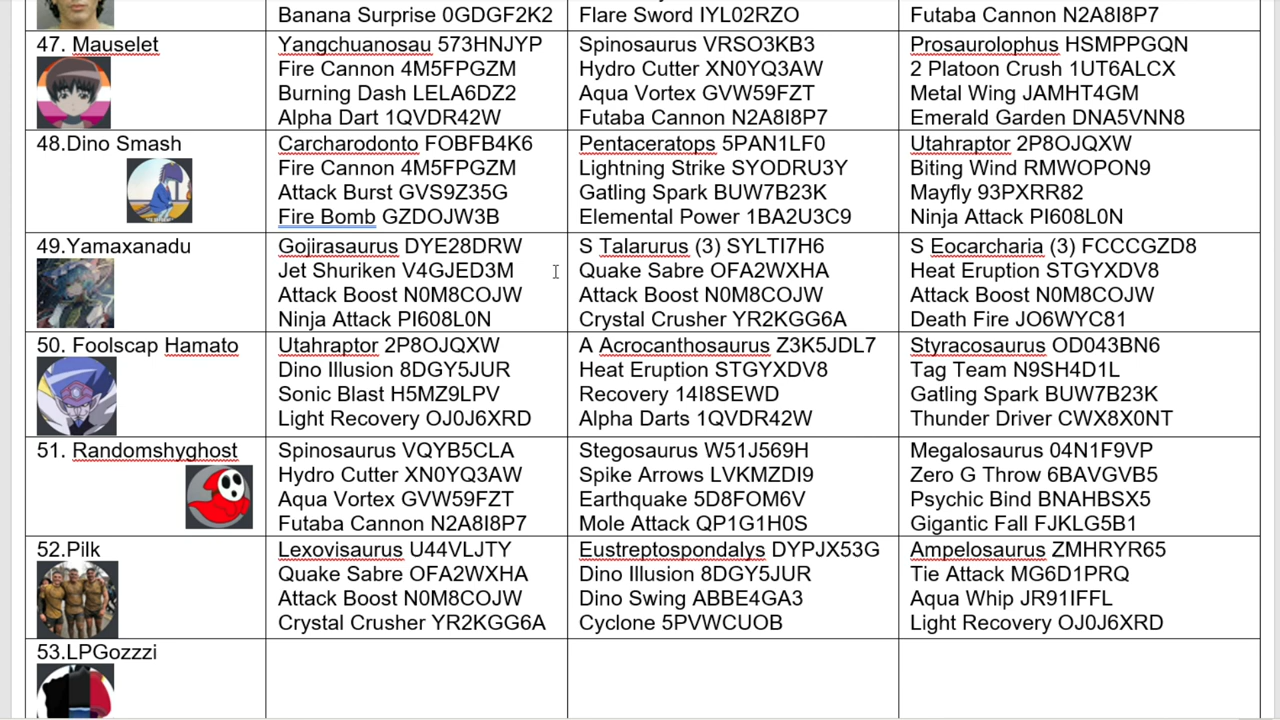 Banana Surprise 0GDGF2K2
Flare Sword IYL02RZO
Futaba Cannon N2A8I8P7
47. Mauselet
Yangchuanosau 573HNJYP
Fire Cannon 4M5FPGZM
Burning Dash LELA6DZ2
Alpha Dart 1QVDR42W
Spinosaurus VRSO3KB3
Hydro Cutter XN0YQ3AW
Aqua Vortex GVW59FZT
Futaba Cannon N2A8I8P7
Prosaurolophus HSMPPGQN
2 Platoon Crush 1UT6ALCX
Metal Wing JAMHT4GM
Emerald Garden DNA5VNN8
48.Dino Smash
Carcharodonto FOBFB4K6
Fire Cannon 4M5FPGZM
Attack Burst GVS9Z35G
Fire Bomb GZDOJW3B
Pentaceratops 5PAN1LF0
Lightning Strike SYODRU3Y
Gatling Spark BUW7B23K
Elemental Power 1BA2U3C9
Utahraptor 2P8OJQXW
Biting Wind RMWOPON9
Mayfly 93PXRR82
Ninja Attack PI608L0N
49.Yamaxanadu
Gojirasaurus DYE28DRW
Jet Shuriken V4GJED3M
Attack Boost N0M8COJW
Ninja Attack PI608L0N
S Talarurus (3) SYLTI7H6
Quake Sabre OFA2WXHA
Attack Boost N0M8COJW
Crystal Crusher YR2KGG6A
S Eocarcharia (3) FCCCGZD8
Heat Eruption STGYXDV8
Attack Boost N0M8COJW
Death Fire JO6WYC81
50. Foolscap Hamato
Utahraptor 2P8OJQXW
Dino Illusion 8DGY5JUR
Sonic Blast H5MZ9LPV
Light Recovery OJ0J6XRD
A Acrocanthosaurus Z3K5JDL7
Heat Eruption STGYXDV8
Recovery 14I8SEWD
Alpha Darts 1QVDR42W
Styracosaurus OD043BN6
Tag Team N9SH4D1L
Gatling Spark BUW7B23K
Thunder Driver CWX8X0NT
51. Randomshyghost
Spinosaurus VQYB5CLA
Hydro Cutter XN0YQ3AW
Aqua Vortex GVW59FZT
Futaba Cannon N2A8I8P7
Stegosaurus W51J569H
Spike Arrows LVKMZDI9
Earthquake 5D8FOM6V
Mole Attack QP1G1H0S
Megalosaurus 04N1F9VP
Zero G Throw 6BAVGVB5
Psychic Bind BNAHBSX5
Gigantic Fall FJKLG5B1
52.Pilk
Lexovisaurus U44VLJTY
Quake Sabre OFA2WXHA
Attack Boost N0M8COJW
Crystal Crusher YR2KGG6A
Eustreptospondalys DYPJX53G
Dino Illusion 8DGY5JUR
Dino Swing ABBE4GA3
Cyclone 5PVWCUOB
Ampelosaurus ZMHRYR65
Tie Attack MG6D1PRQ
Aqua Whip JR91IFFL
Light Recovery OJ0J6XRD
53.LPGozzzi